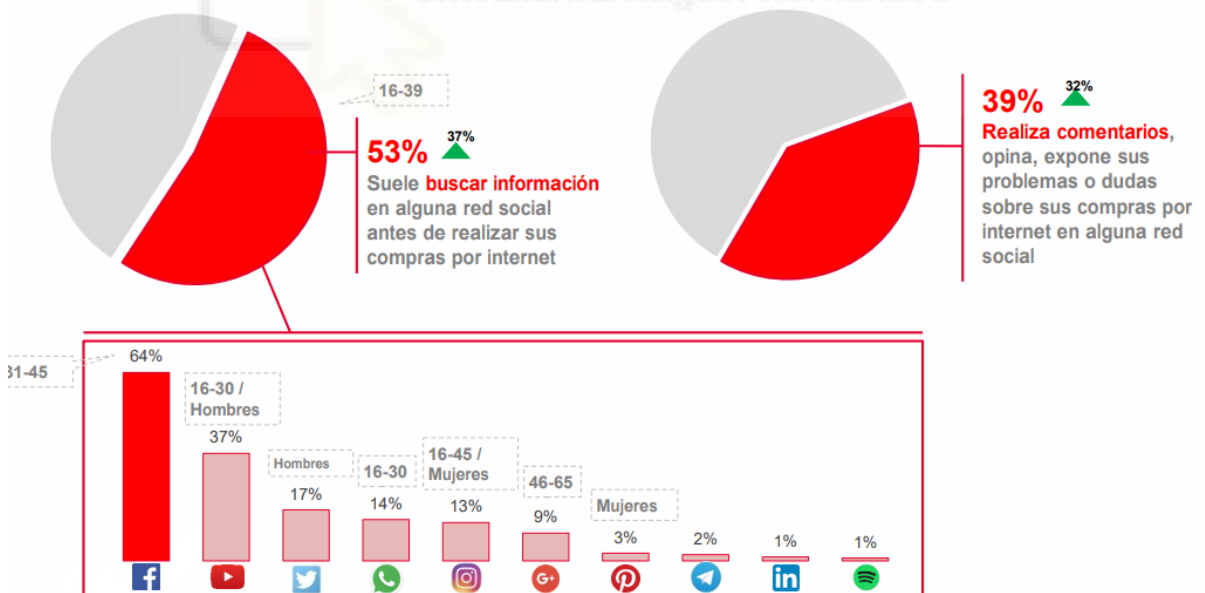 16-39
53% 37%
Suele buscar información
en alguna red social
antes de realizar sus
compras por internet
39% 32%
Realiza comentarios,
opina, expone sus
problemas o dudas
sobre sus compras por
internet en alguna red
social
31-45
64%
16-30 /
Hombres
37%
Hombres
17%
16-30
14%
16-45 /
Mujeres
13%
46-65
9%
Mujeres
3%
2%
1%
1%
G+
in